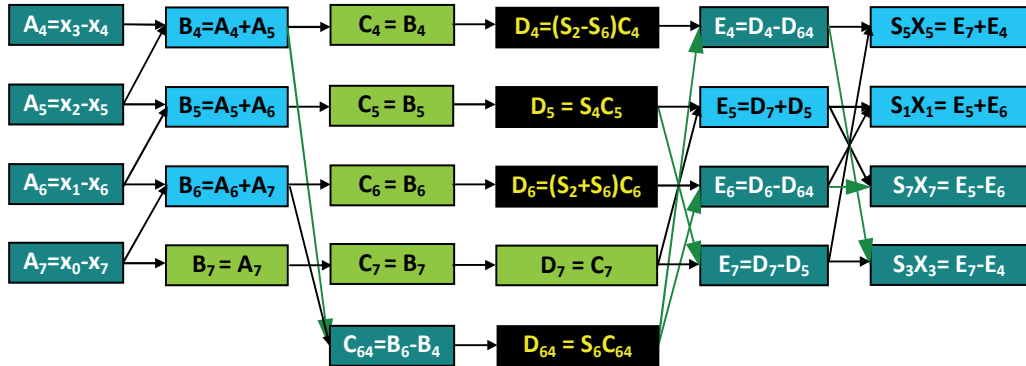 A₄=x₃-x₄ B₄=A₄+A₅ C₄ = B₄ D₄=(S₂-S₆)C₄ E₄=D₄-D₆₄ S₅X₅= E₇+E₄
A₅=x₂-x₅ B₅=A₅+A₆ C₅ = B₅ D₅ = S₄C₅ E₅=D₇+D₅ S₁X₁= E₅+E₆
A₆=x₁-x₆ B₆=A₆+A₇ C₆ = B₆ D₆=(S₂+S₆)C₆ E₆=D₆-D₆₄ S₇X₇= E₅-E₆
A₇=x₀-x₇ B₇ = A₇ C₇ = B₇ D₇ = C₇ E₇=D₇-D₅ S₃X₃= E₇-E₄
C₆₄=B₆-B₄ D₆₄ = S₆C₆₄